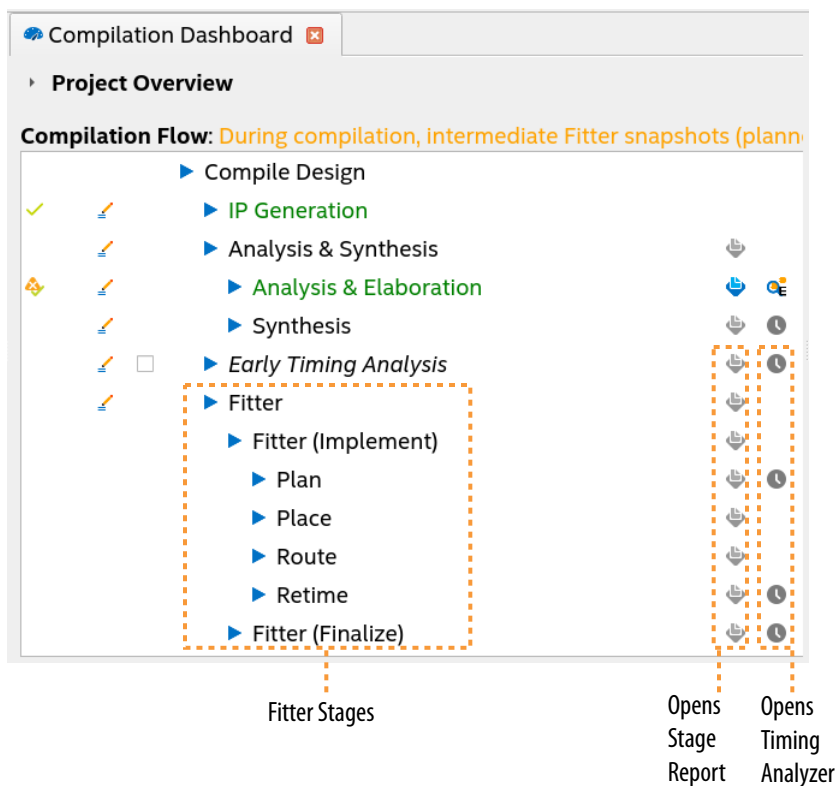 Compilation Dashboard
Project Overview
Compilation Flow: During compilation, intermediate Fitter snapshots (plann
Compile Design
IP Generation
Analysis & Synthesis
Analysis & Elaboration
Synthesis
Early Timing Analysis
Fitter
Fitter (Implement)
Plan
Place
Route
Retime
Fitter (Finalize)
Fitter Stages
Opens
Stage
Report
Opens
Timing
Analyzer